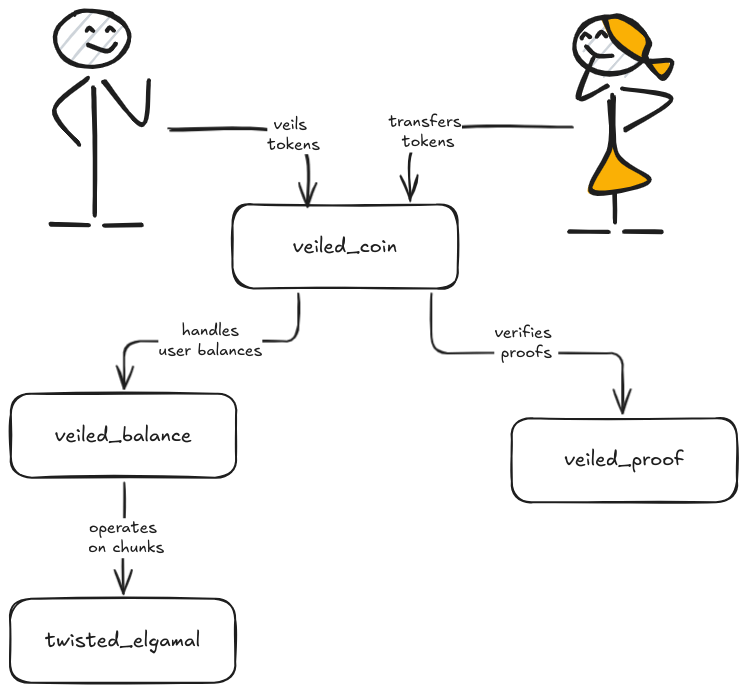 veils
tokens
transfers
tokens
veiled_coin
handles
user balances
verifies
proofs
veiled_balance
veiled_proof
operates
on chunks
twisted_elgamal